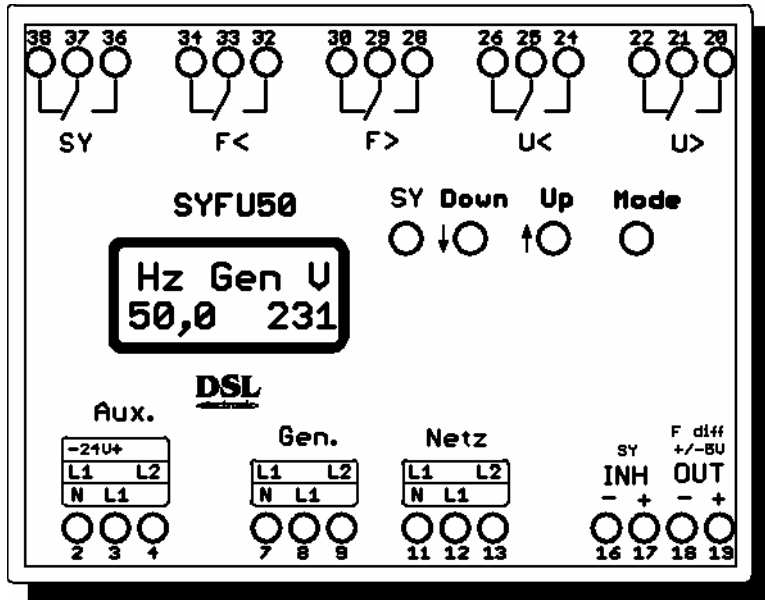 38 37 36 34 33 32 30 29 28 26 25 24 22 21 20
SY F< F> U< U>
SYFU50
SY Down Up Mode
Hz Gen V
50,0 231
DSL
electronic
Aux.
-24V+
L1 L2
N L1
2 3 4
Gen.
L1 L2
N L1
7 8 9
Netz
L1 L2
N L1
11 12 13
SY
INH
- +
16 17
F diff
+/-5V
OUT
- +
18 19